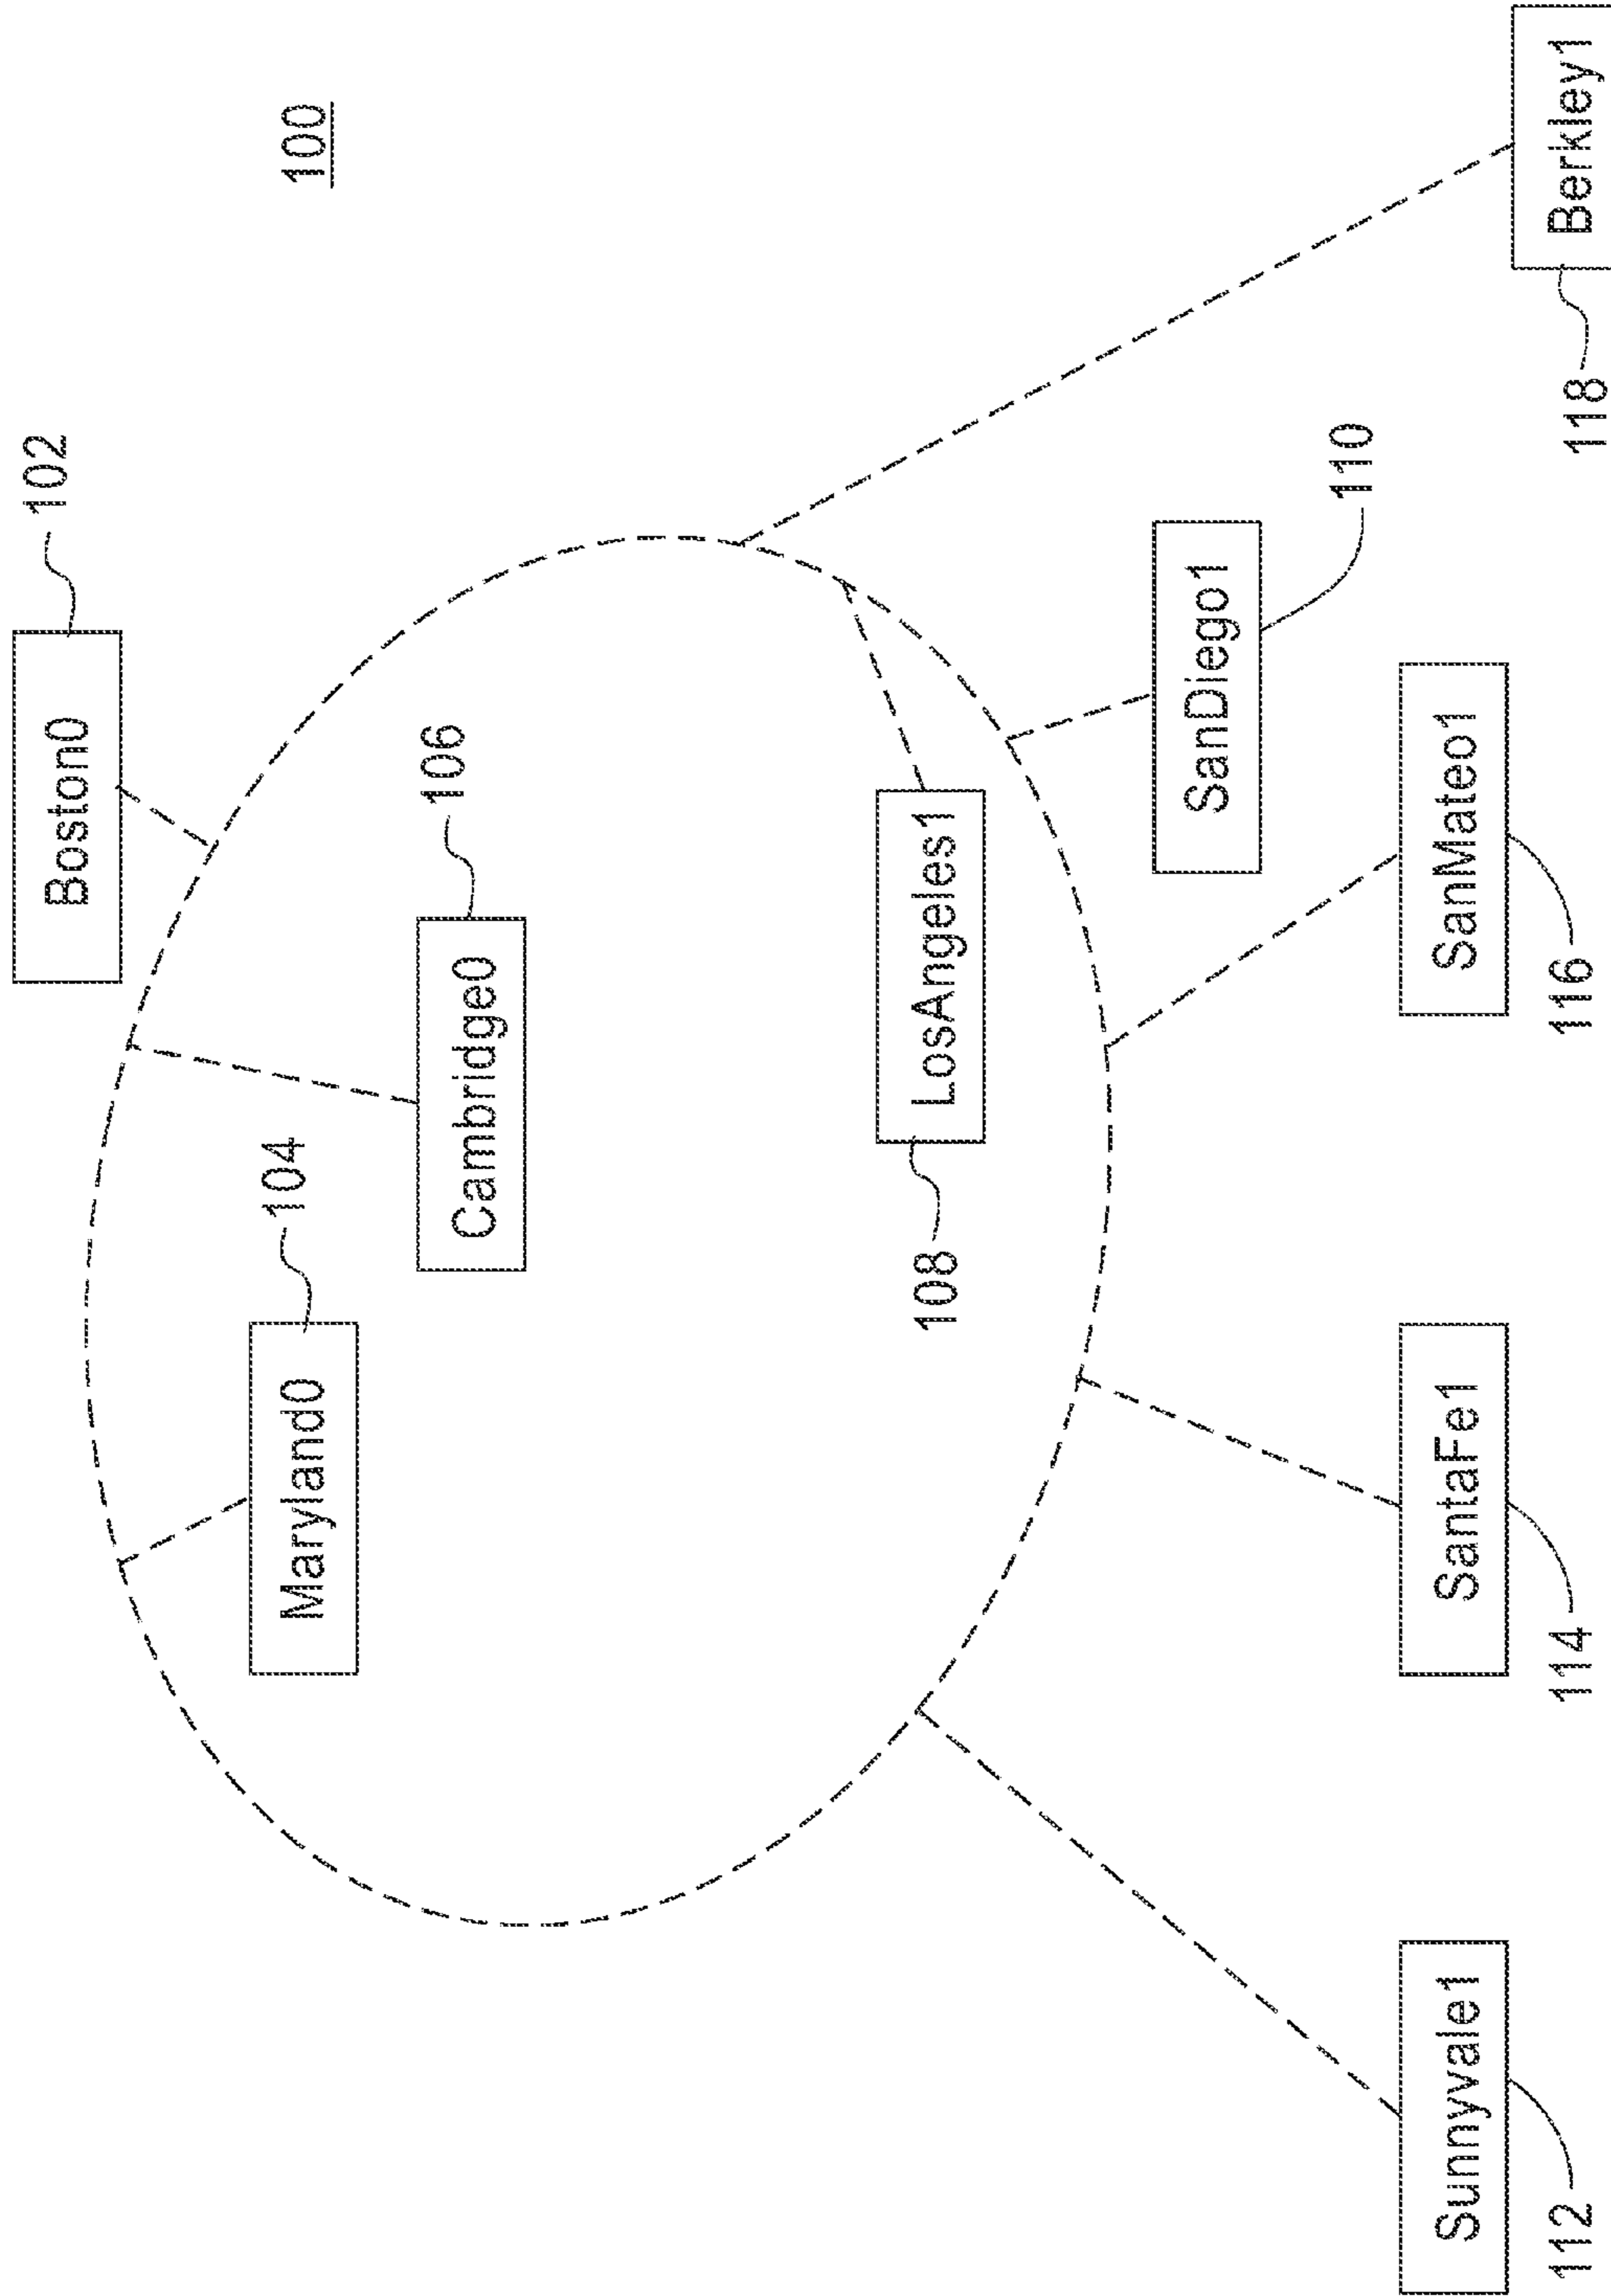 Boston0
102
Maryland0
104
100
Cambridge0
106
108
LosAngeles1
SanDiego1
110
Sunnyvale1
SantaFe1
SanMateo1
112
114
116
118
Berkley1